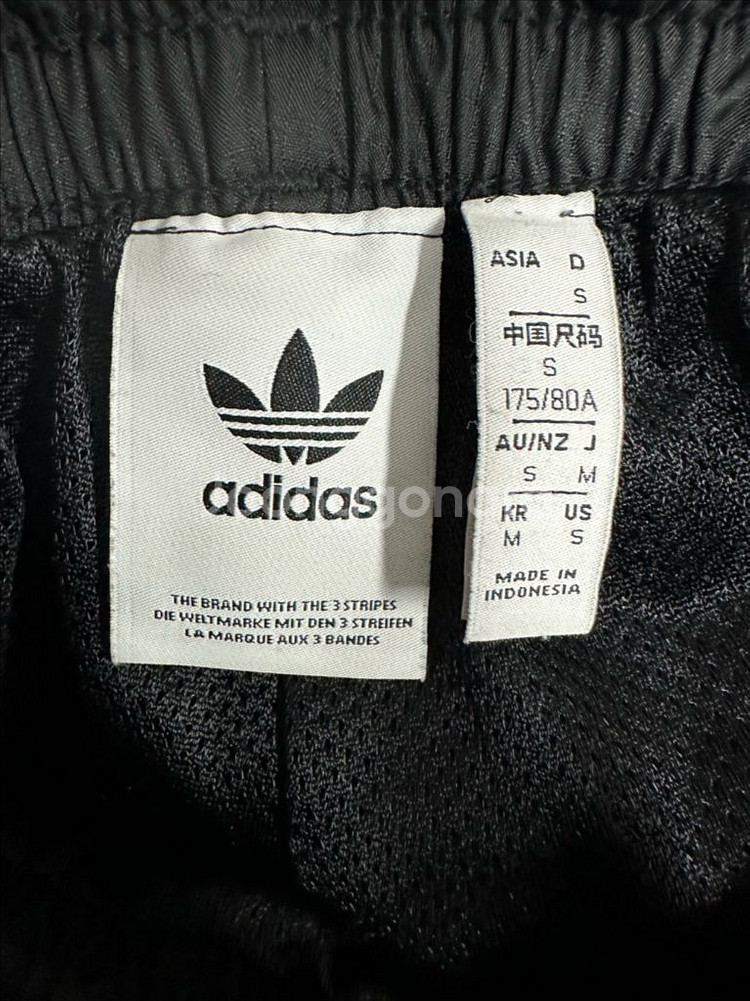 adidas
THE BRAND WITH THE 3 STRIPES
DIE WELTMARKE MIT DEN 3 STREIFEN
LA MARQUE AUX 3 BANDES
ASIA D
S
中国尺码
S
175/80A
AU/NZ J
S M
KR US
M S
MADE IN
INDONESIA